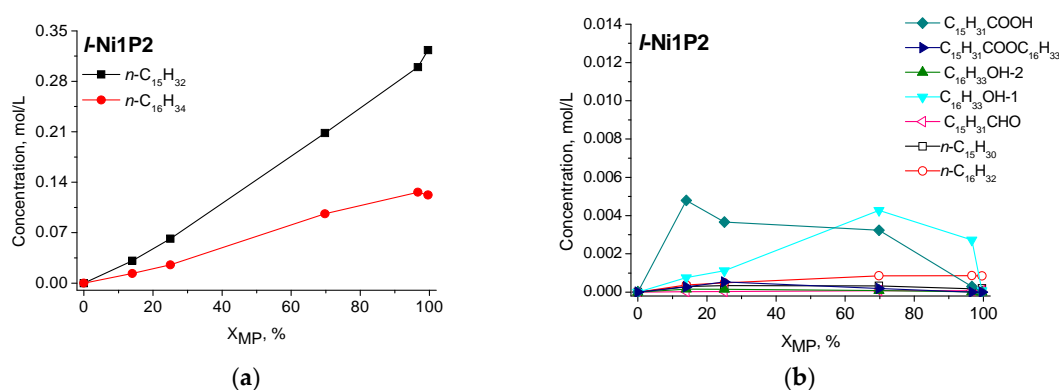 l-Ni1P2
n-C₁₅H₃₂
n-C₁₆H₃₄
Concentration, mol/L
0.35
0.28
0.21
0.14
0.07
0.00
0 20 40 60 80 100
X_MP, %
(a)
l-Ni1P2
C₁₅H₃₁COOH
C₁₅H₃₁COOC₁₆H₃₃
C₁₆H₃₃OH-2
C₁₆H₃₃OH-1
C₁₅H₃₁CHO
n-C₁₅H₃₀
n-C₁₆H₃₂
Concentration, mol/L
0.014
0.012
0.010
0.008
0.006
0.004
0.002
0.000
0 20 40 60 80 100
X_MP, %
(b)